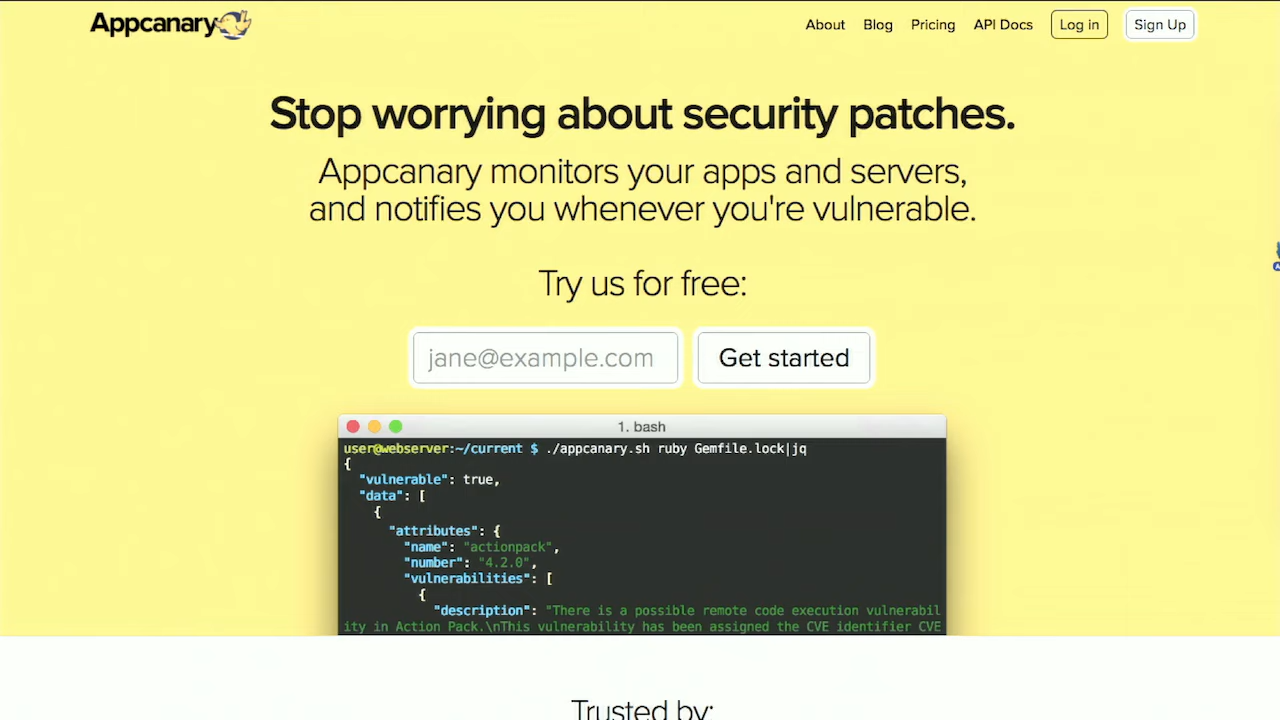 Appcanary
About Blog Pricing API Docs Log in Sign Up
Stop worrying about security patches.
Appcanary monitors your apps and servers,
and notifies you whenever you're vulnerable.
Try us for free:
jane@example.com Get started
1. bash
user@webserver:~/current $ ./appcanary.sh ruby Gemfile.lock|jq
{
"vulnerable": true,
"data": [
{
"attributes": {
"name": "actionpack",
"number": "4.2.0",
"vulnerabilities": [
{
"description": "There is a possible remote code execution vulnerabil
ity in Action Pack.\nThis vulnerability has been assigned the CVE identifier CVE
Trusted by: